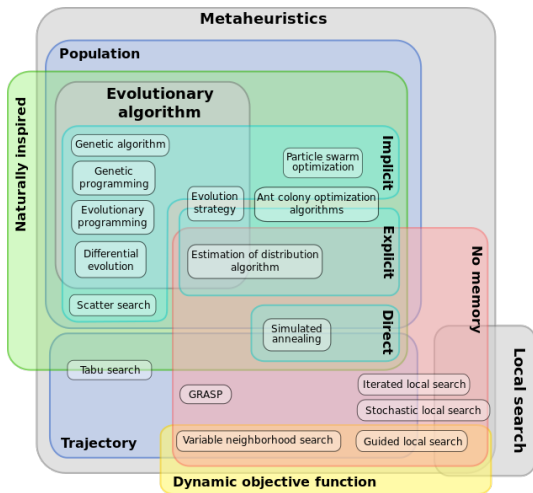 Metaheuristics
Population
Naturally inspired
Evolutionary
algorithm
Genetic algorithm
Implicit
Particle swarm
optimization
Genetic
programming
Evolution
strategy
Ant colony optimization
algorithms
Evolutionary
programming
Explicit
Differential
evolution
Estimation of distribution
algorithm
No memory
Scatter search
Direct
Simulated
annealing
Local search
Tabu search
GRASP
Iterated local search
Stochastic local search
Trajectory
Variable neighborhood search
Guided local search
Dynamic objective function